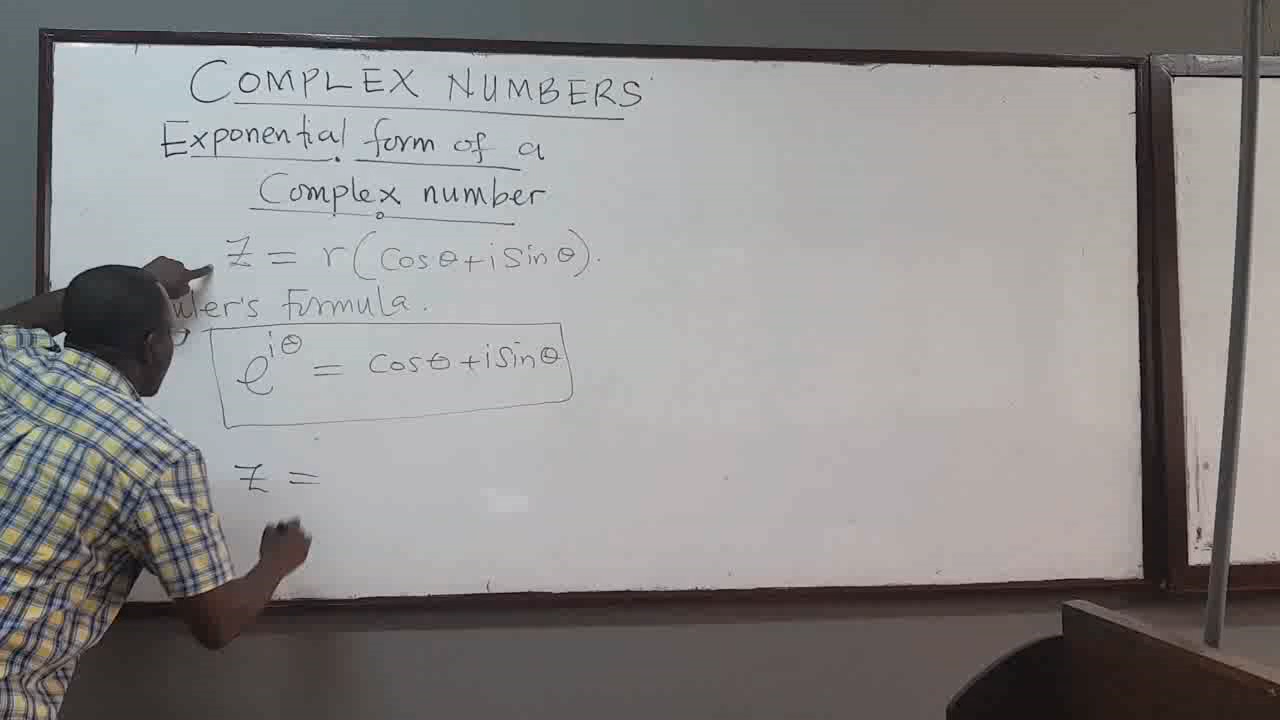 COMPLEX NUMBERS
Exponential form of a
Complex number
Z = r(Cosθ+iSinθ).
uler's formula.
e^{iθ} = Cosθ+iSinθ
Z =